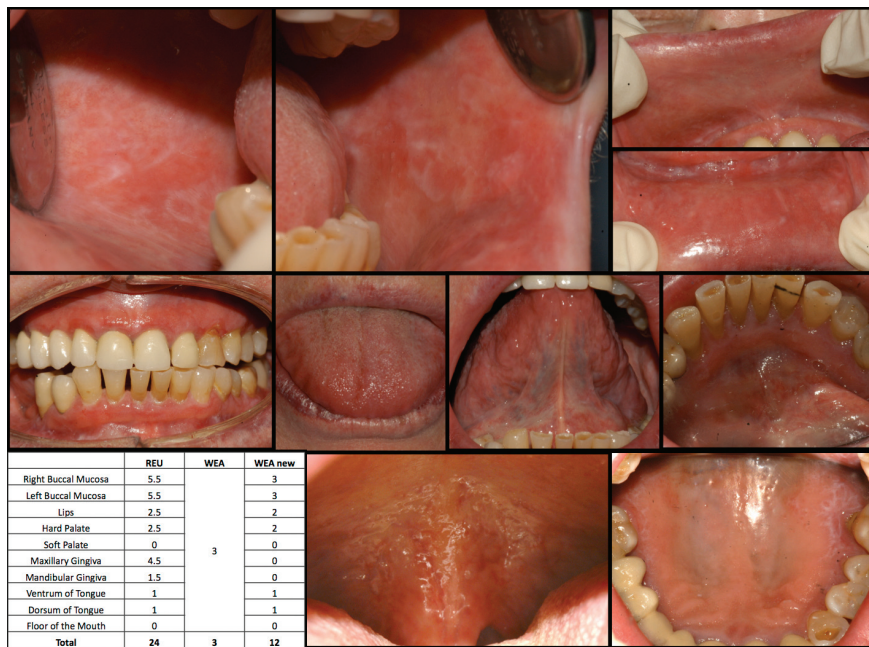 REU WEA WEA new
Right Buccal Mucosa 5.5 3
Left Buccal Mucosa 5.5 3
Lips 2.5 2
Hard Palate 2.5 2
Soft Palate 0 0
3
Maxillary Gingiva 4.5 0
Mandibular Gingiva 1.5 0
Ventrum of Tongue 1 1
Dorsum of Tongue 1 1
Floor of the Mouth 0 0
Total 24 3 12